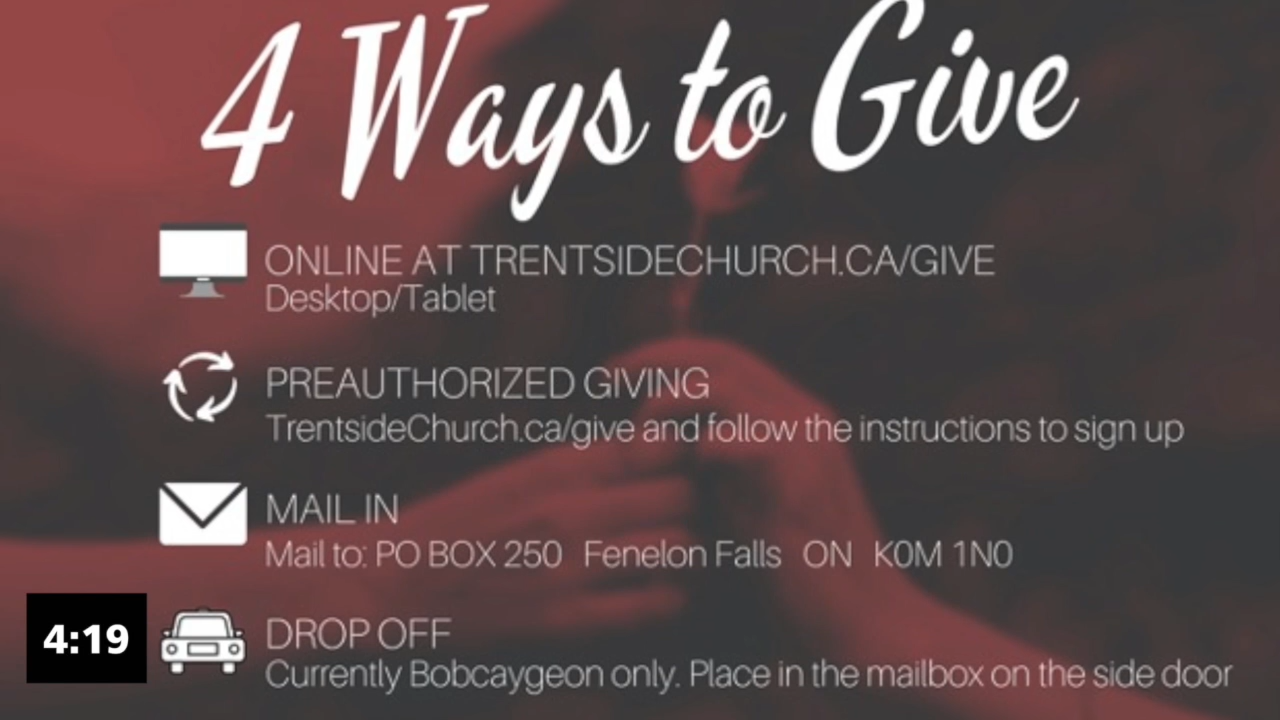 4 Ways to Give
ONLINE AT TRENTSIDECHURCH.CA/GIVE
Desktop/Tablet
PREAUTHORIZED GIVING
TrentsideChurch.ca/give and follow the instructions to sign up
MAIL IN
Mail to: PO BOX 250 Fenelon Falls ON K0M 1N0
4:19
DROP OFF
Currently Bobcaygeon only. Place in the mailbox on the side door